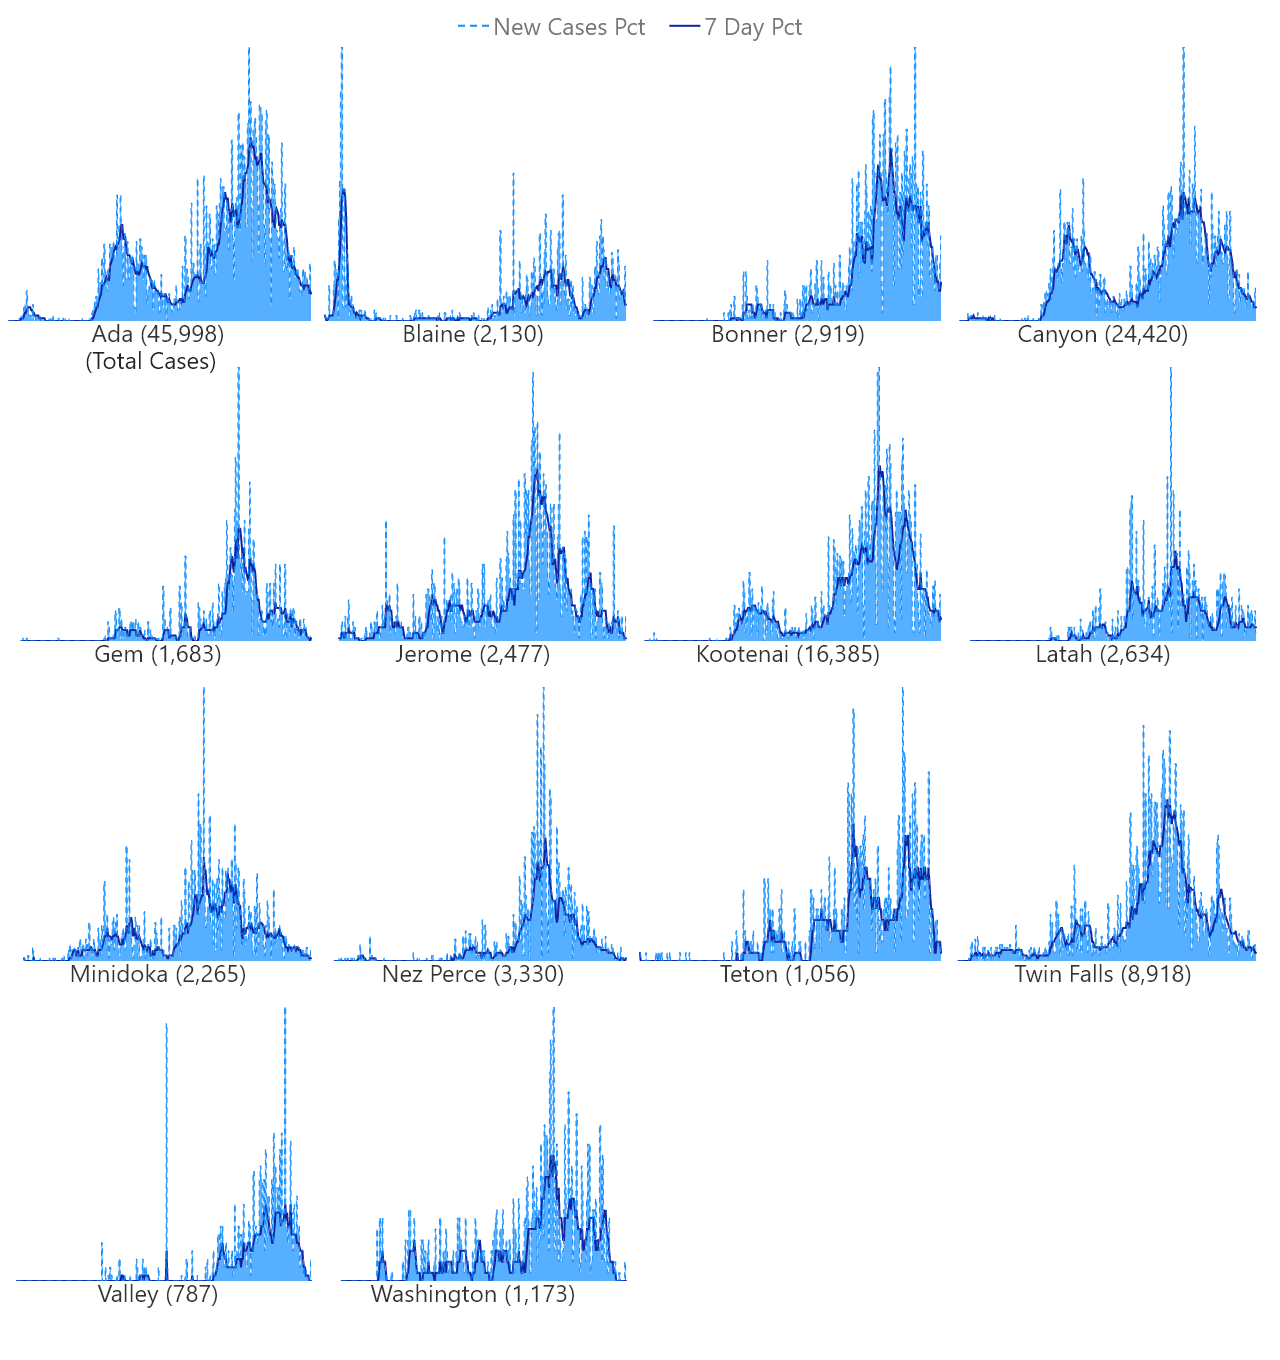 New Cases Pct 7 Day Pct
Ada (45,998) Blaine (2,130) Bonner (2,919) Canyon (24,420)
(Total Cases)
Gem (1,683) Jerome (2,477) Kootenai (16,385) Latah (2,634)
Minidoka (2,265) Nez Perce (3,330) Teton (1,056) Twin Falls (8,918)
Valley (787) Washington (1,173)